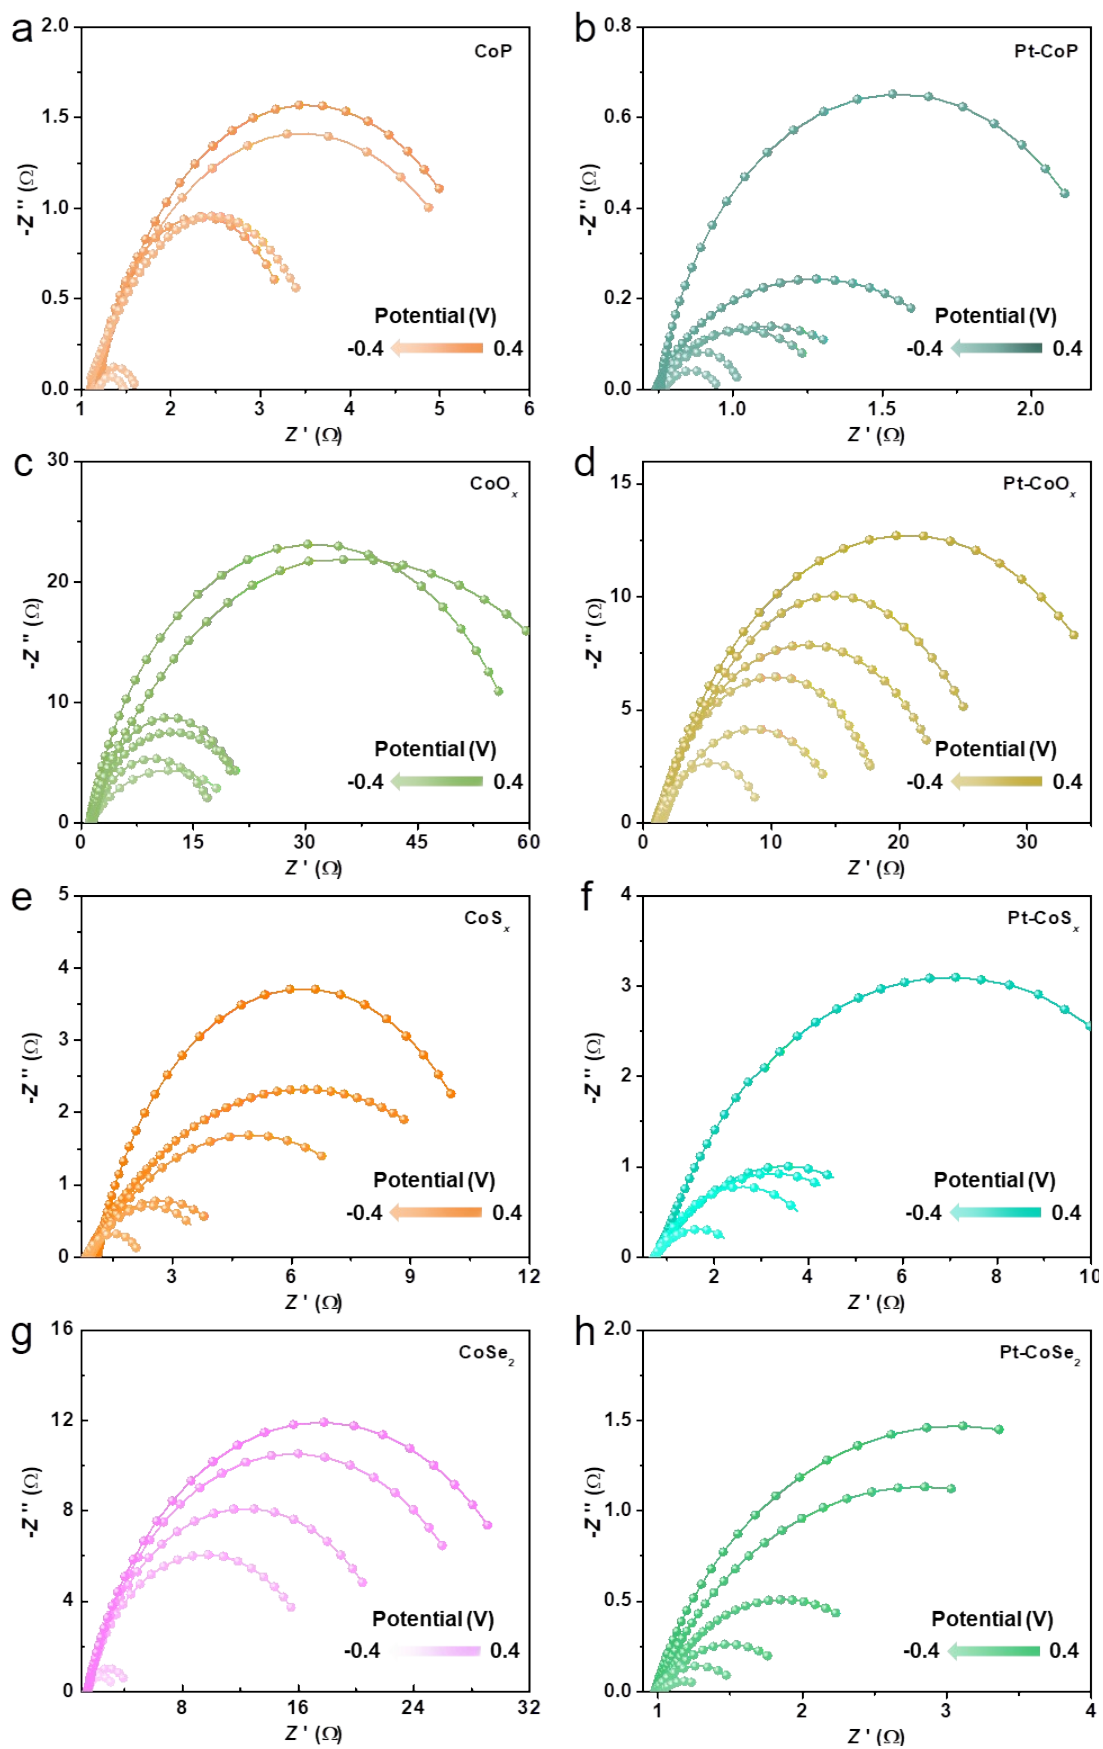 a
CoP
2.0
1.5
1.0
0.5
0.0
-Z'' (Ω)
Potential (V)
-0.4 0.4
1 2 3 4 5 6
Z' (Ω)
b
Pt-CoP
0.8
0.6
0.4
0.2
0.0
-Z'' (Ω)
Potential (V)
-0.4 0.4
1.0 1.5 2.0
Z' (Ω)
c
CoOₓ
30
20
10
0
-Z'' (Ω)
Potential (V)
-0.4 0.4
0 15 30 45 60
Z' (Ω)
d
Pt-CoOₓ
15
10
5
0
-Z'' (Ω)
Potential (V)
-0.4 0.4
0 10 20 30
Z' (Ω)
e
CoSₓ
5
4
3
2
1
0
-Z'' (Ω)
Potential (V)
-0.4 0.4
3 6 9 12
Z' (Ω)
f
Pt-CoSₓ
4
3
2
1
0
-Z'' (Ω)
Potential (V)
-0.4 0.4
2 4 6 8 10
Z' (Ω)
g
CoSe₂
16
12
8
4
0
-Z'' (Ω)
Potential (V)
-0.4 0.4
8 16 24 32
Z' (Ω)
h
Pt-CoSe₂
2.0
1.5
1.0
0.5
0.0
-Z'' (Ω)
Potential (V)
-0.4 0.4
1 2 3 4
Z' (Ω)